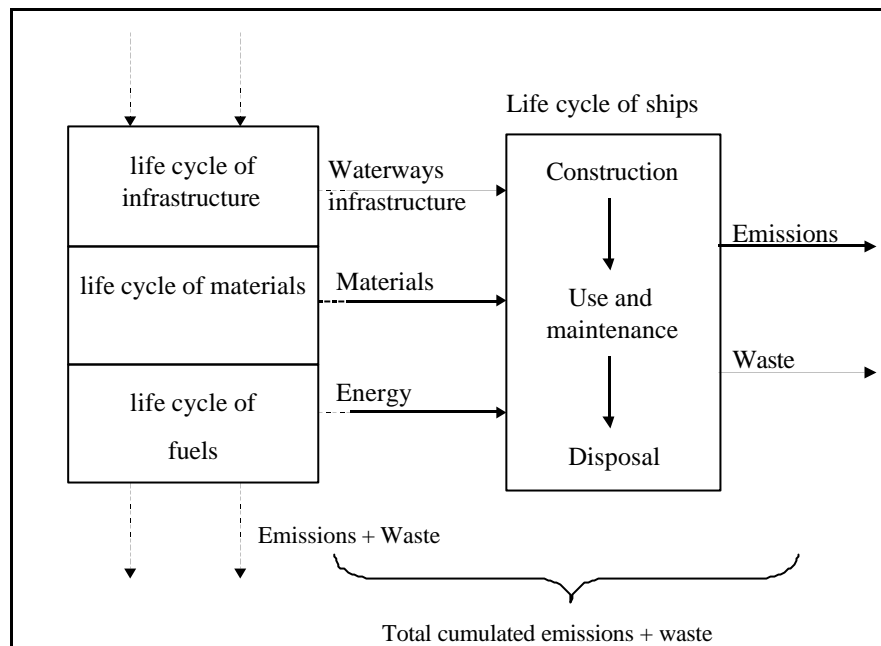 Life cycle of ships
life cycle of
infrastructure
Waterways
infrastructure
Construction
Emissions
life cycle of materials
Materials
Use and
maintenance
Waste
life cycle of
fuels
Energy
Disposal
Emissions + Waste
Total cumulated emissions + waste